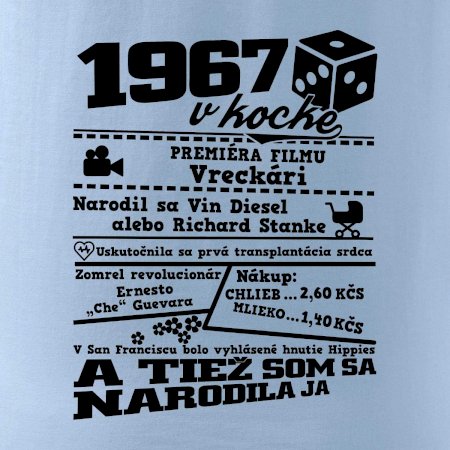 1967
v kocke
PREMIÉRA FILMU
Vreckári
Narodil sa Vin Diesel
alebo Richard Stanke
Uskutočnila sa prvá transplantácia srdca
Zomrel revolucionár
Ernesto
„Che“ Guevara
Nákup:
CHLIEB ... 2,60 KČS
MLIEKO ... 1,40 KČS
V San Franciscu bolo vyhlásené hnutie Hippies
A TIEŽ SOM SA
NARODILA JA